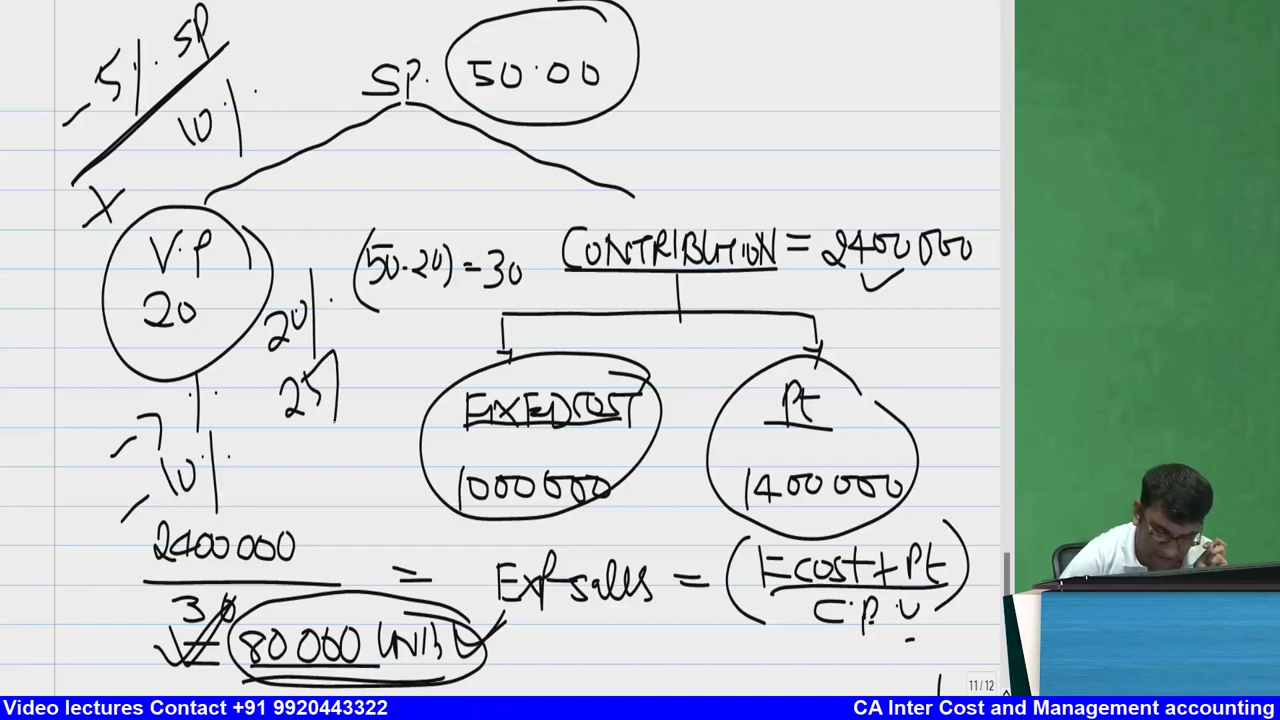 5% SP
10%
X
SP. 50.00
V.P
20
20%
25%
10%
(50-20) = 30
CONTRIBUTION = 2400000
FIXED COST
1000000
Pt
1400000
2400000
30
= Exp sales = (F cost + Pt
C.P.U)
= 80000 UNITS
11/12
Video lectures Contact +91 9920443322
CA Inter Cost and Management accounting